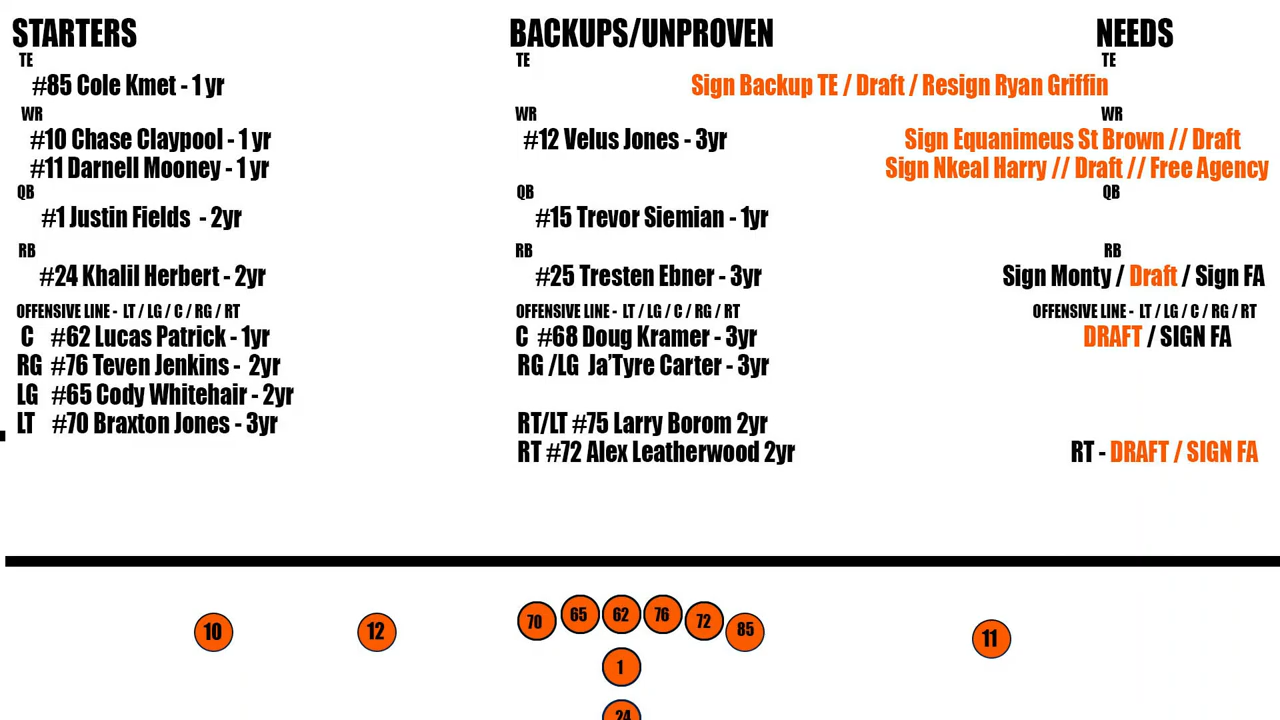 STARTERS
TE
#85 Cole Kmet - 1 yr
WR
#10 Chase Claypool - 1 yr
#11 Darnell Mooney - 1 yr
QB
#1 Justin Fields - 2yr
RB
#24 Khalil Herbert - 2yr
OFFENSIVE LINE - LT / LG / C / RG / RT
C #62 Lucas Patrick - 1yr
RG #76 Teven Jenkins - 2yr
LG #65 Cody Whitehair - 2yr
LT #70 Braxton Jones - 3yr
BACKUPS/UNPROVEN
TE
WR
#12 Velus Jones - 3yr
QB
#15 Trevor Siemian - 1yr
RB
#25 Tresten Ebner - 3yr
OFFENSIVE LINE - LT / LG / C / RG / RT
C #68 Doug Kramer - 3yr
RG /LG Ja'Tyre Carter - 3yr
RT/LT #75 Larry Borom 2yr
RT #72 Alex Leatherwood 2yr
NEEDS
TE
Sign Backup TE / Draft / Resign Ryan Griffin
WR
Sign Equanimeus St Brown // Draft
Sign Nkeal Harry // Draft // Free Agency
QB
RB
Sign Monty / Draft / Sign FA
OFFENSIVE LINE - LT / LG / C / RG / RT
DRAFT / SIGN FA
RT - DRAFT / SIGN FA
10 12 70 65 62 76 72 85 11
1
24